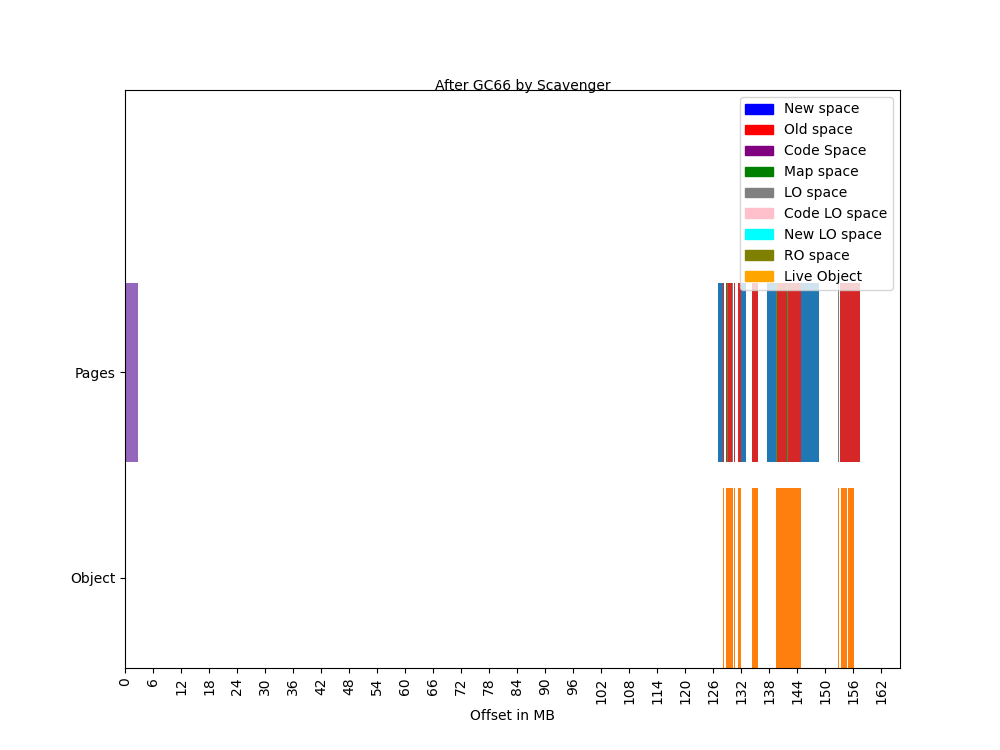 After GC66 by Scavenger
New space
Old space
Code Space
Map space
LO space
Code LO space
New LO space
RO space
Live Object
Pages
Object
0 6 12 18 24 30 36 42 48 54 60 66 72 78 84 90 96 102 108 114 120 126 132 138 144 150 156 162
Offset in MB